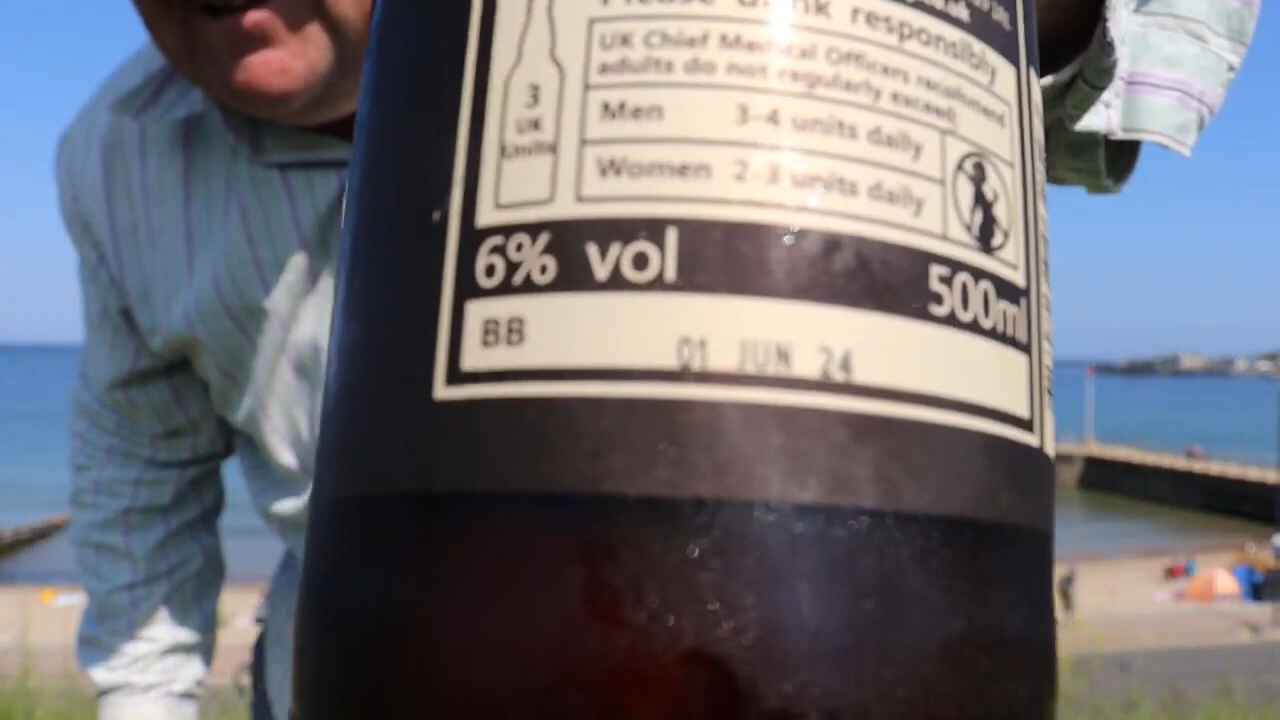 Please drink responsibly
UK Chief Medical Officers recommend
adults do not regularly exceed:
Men 3-4 units daily
Women 2-3 units daily
3
UK
Units
6% vol
500ml
BB
01 JUN 24